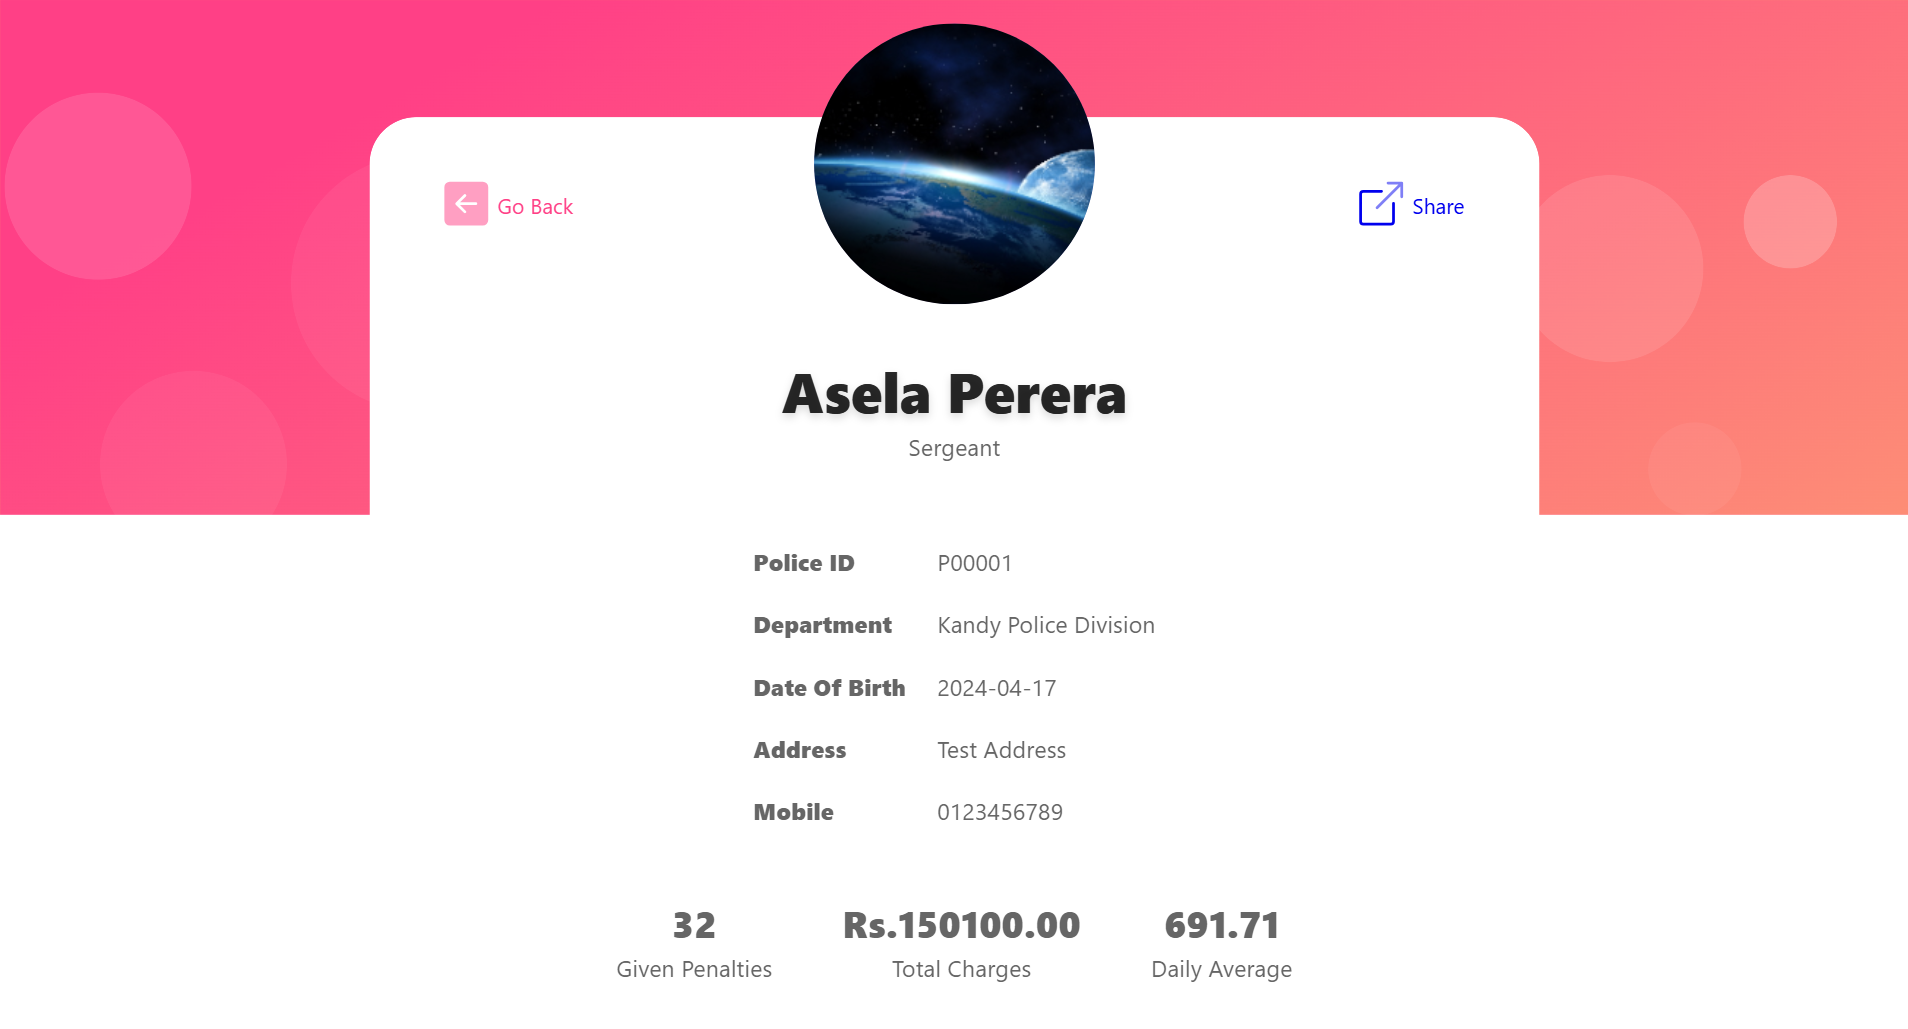 Go Back
Share
Asela Perera
Sergeant
Police ID P00001
Department Kandy Police Division
Date Of Birth 2024-04-17
Address Test Address
Mobile 0123456789
32 Rs.150100.00 691.71
Given Penalties Total Charges Daily Average